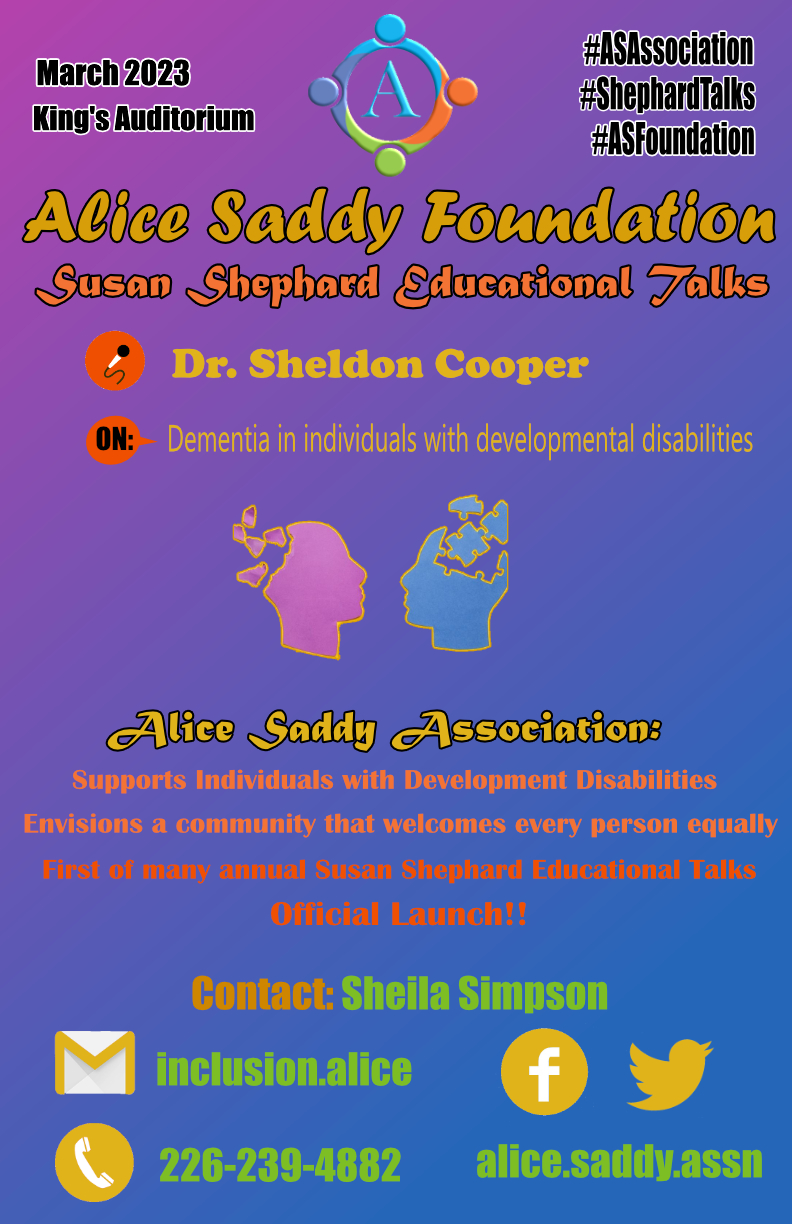 March 2023
King's Auditorium
A
#ASAssociation
#ShephardTalks
#ASFoundation
Alice Saddy Foundation
Susan Shephard Educational Talks
Dr. Sheldon Cooper
ON: Dementia in individuals with developmental disabilities
Alice Saddy Association:
Supports Individuals with Development Disabilities
Envisions a community that welcomes every person equally
First of many annual Susan Shephard Educational Talks
Official Launch!!
Contact: Sheila Simpson
inclusion.alice
f
226-239-4882
alice.saddy.assn